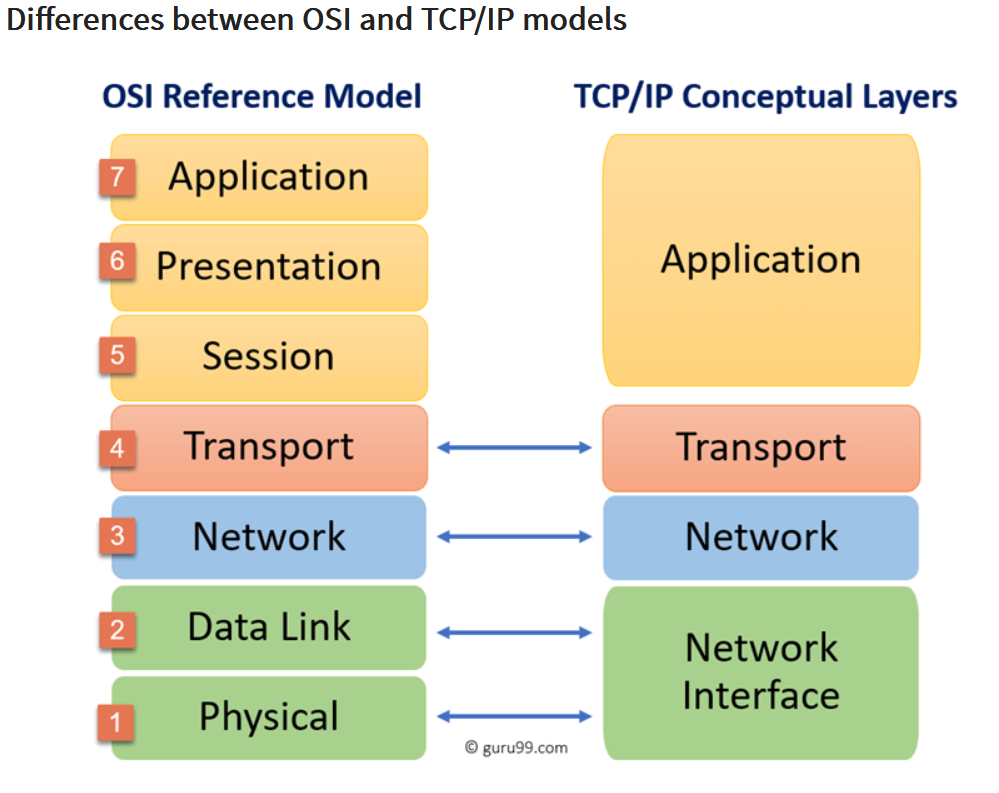 Differences between OSI and TCP/IP models
OSI Reference Model
TCP/IP Conceptual Layers
7 Application
6 Presentation
5 Session
Application
4 Transport
Transport
3 Network
Network
2 Data Link
1 Physical
Network
Interface
© guru99.com